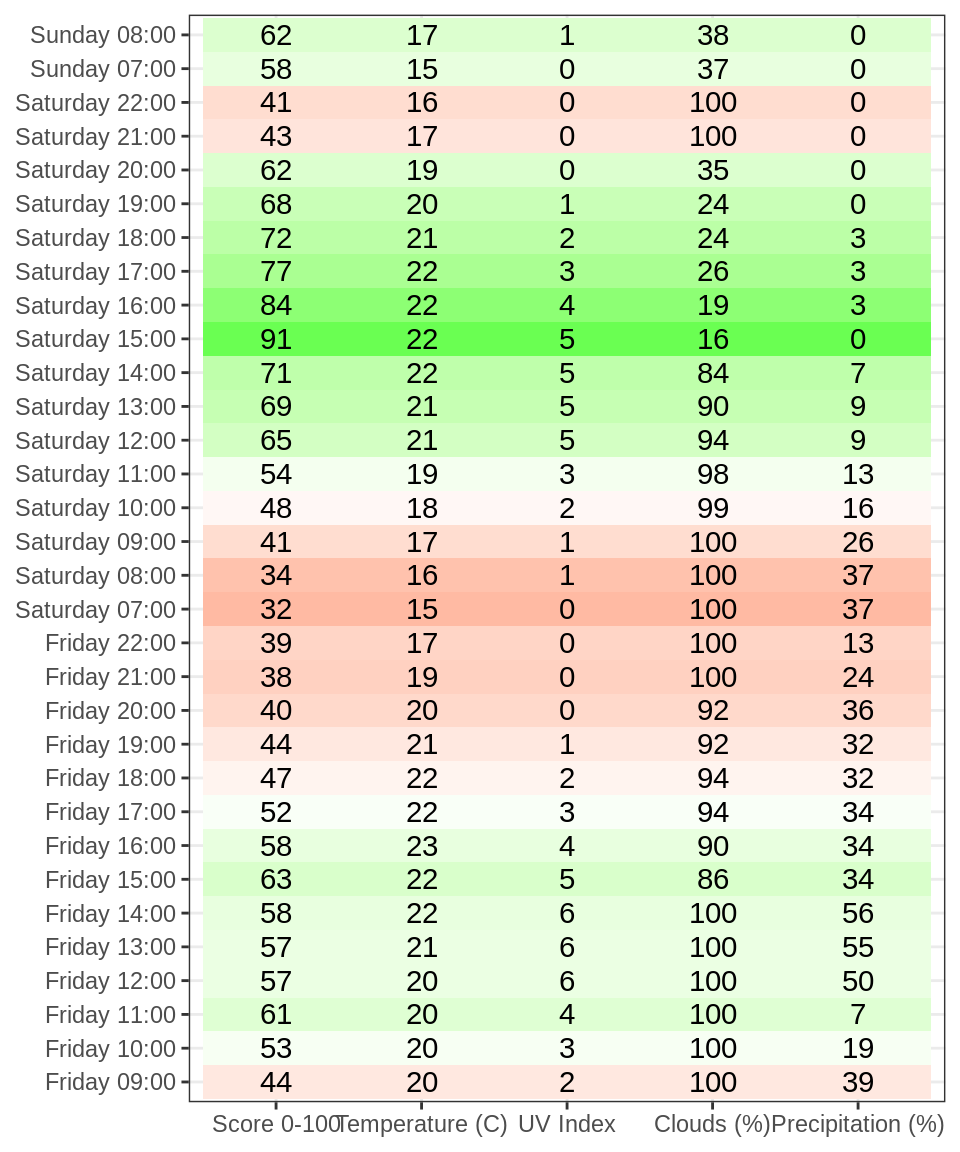 Sunday 08:00 62 17 1 38 0
Sunday 07:00 58 15 0 37 0
Saturday 22:00 41 16 0 100 0
Saturday 21:00 43 17 0 100 0
Saturday 20:00 62 19 0 35 0
Saturday 19:00 68 20 1 24 0
Saturday 18:00 72 21 2 24 3
Saturday 17:00 77 22 3 26 3
Saturday 16:00 84 22 4 19 3
Saturday 15:00 91 22 5 16 0
Saturday 14:00 71 22 5 84 7
Saturday 13:00 69 21 5 90 9
Saturday 12:00 65 21 5 94 9
Saturday 11:00 54 19 3 98 13
Saturday 10:00 48 18 2 99 16
Saturday 09:00 41 17 1 100 26
Saturday 08:00 34 16 1 100 37
Saturday 07:00 32 15 0 100 37
Friday 22:00 39 17 0 100 13
Friday 21:00 38 19 0 100 24
Friday 20:00 40 20 0 92 36
Friday 19:00 44 21 1 92 32
Friday 18:00 47 22 2 94 32
Friday 17:00 52 22 3 94 34
Friday 16:00 58 23 4 90 34
Friday 15:00 63 22 5 86 34
Friday 14:00 58 22 6 100 56
Friday 13:00 57 21 6 100 55
Friday 12:00 57 20 6 100 50
Friday 11:00 61 20 4 100 7
Friday 10:00 53 20 3 100 19
Friday 09:00 44 20 2 100 39
Score 0-100 Temperature (C) UV Index Clouds (%) Precipitation (%)